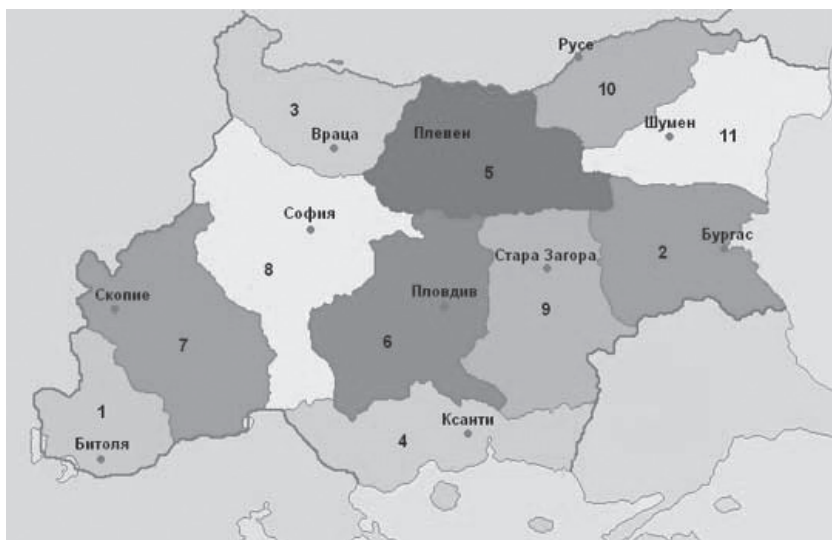 Русе
10
3
Враца
Плевен
Шумен
11
5
София
Бургас
2
8
Стара Загора
Скопие
Пловдив
9
7
6
1
Битоля
Ксанти
4